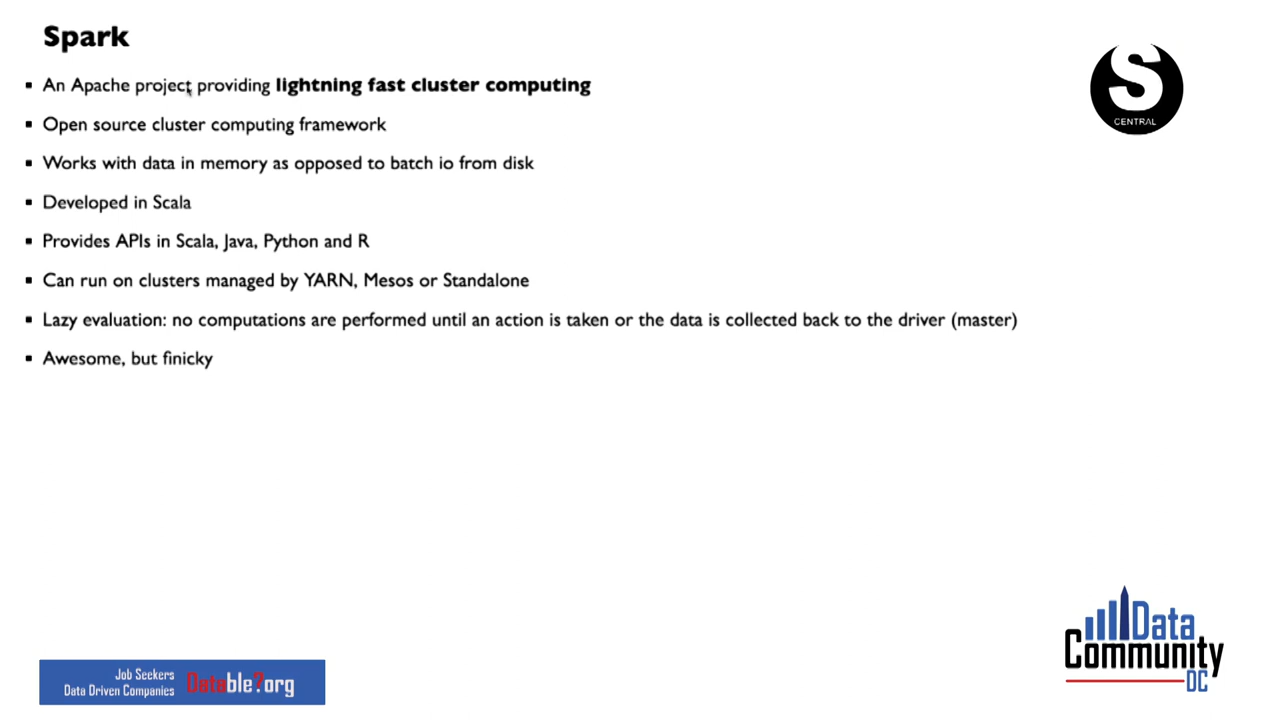 Spark
An Apache project providing lightning fast cluster computing
Open source cluster computing framework
Works with data in memory as opposed to batch io from disk
Developed in Scala
Provides APIs in Scala, Java, Python and R
Can run on clusters managed by YARN, Mesos or Standalone
Lazy evaluation: no computations are performed until an action is taken or the data is collected back to the driver (master)
Awesome, but finicky
S
CENTRAL
Job Seekers
Data Driven Companies
Datable?org
Data
Community
DC